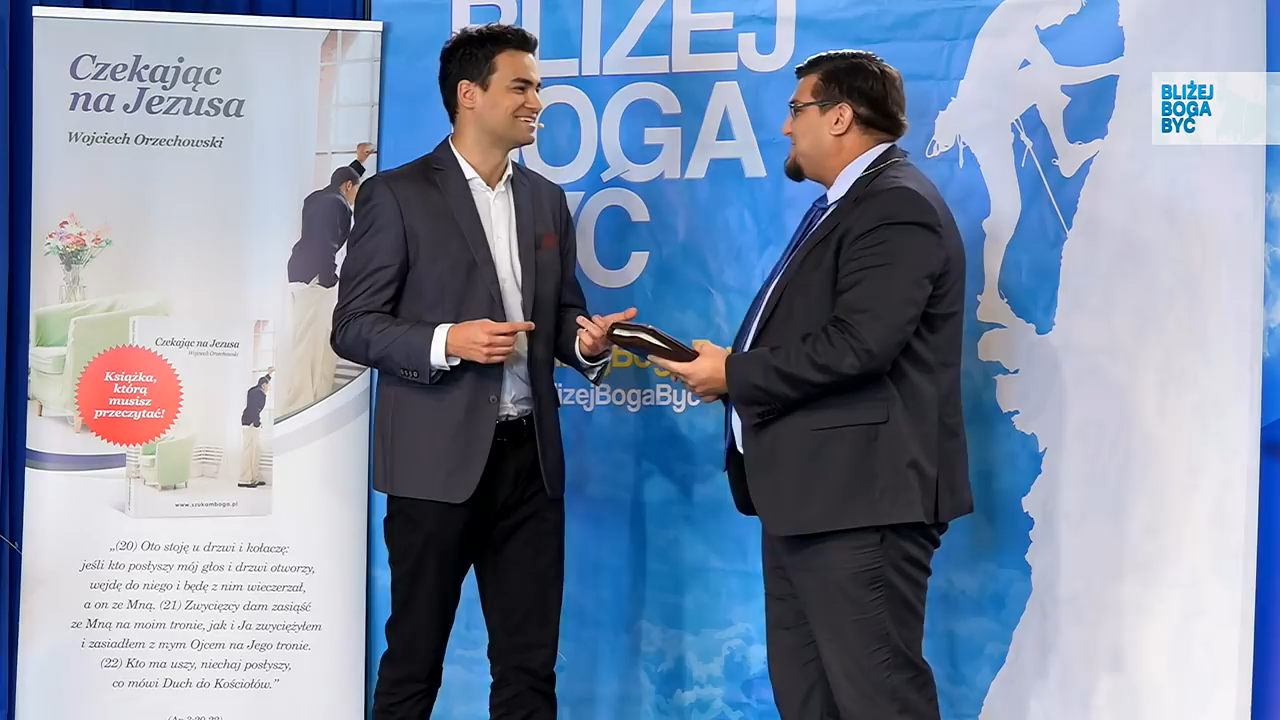 Czekając
na Jezusa
Wojciech Orzechowski
Czekając na Jezusa
Wojciech Orzechowski
Książka,
którą
musisz
przeczytać!
www.szukamboga.pl
„(20) Oto stoję u drzwi i kołaczę:
jeśli kto posłyszy mój głos i drzwi otworzy,
wejdę do niego i będę z nim wieczerzał,
a on ze Mną. (21) Zwycięzcy dam zasiąść
ze Mną na moim tronie, jak i Ja zwyciężyłem
i zasiadłem z mym Ojcem na Jego tronie.
(22) Kto ma uszy, niechaj posłyszy,
co mówi Duch do Kościołów.”
BLIŻEJ
BOGA
BYĆ
BliżejBogaByć
BLIŻEJ
BOGA
BYĆ